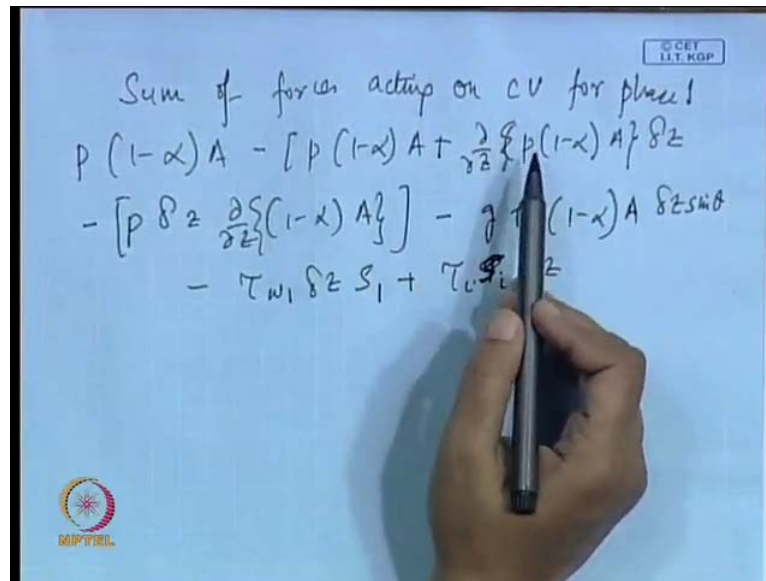 © CET
I.I.T. KGP
Sum of forces acting on CV for phase 1
p (1-α) A - [p (1-α) A + ∂/∂z {p(1-α) A} δz
- [p δz ∂/∂z {(1-α) A}] - g (1-α) A δz sinθ
- τw1 δz S1 + τi Si z
NPTEL